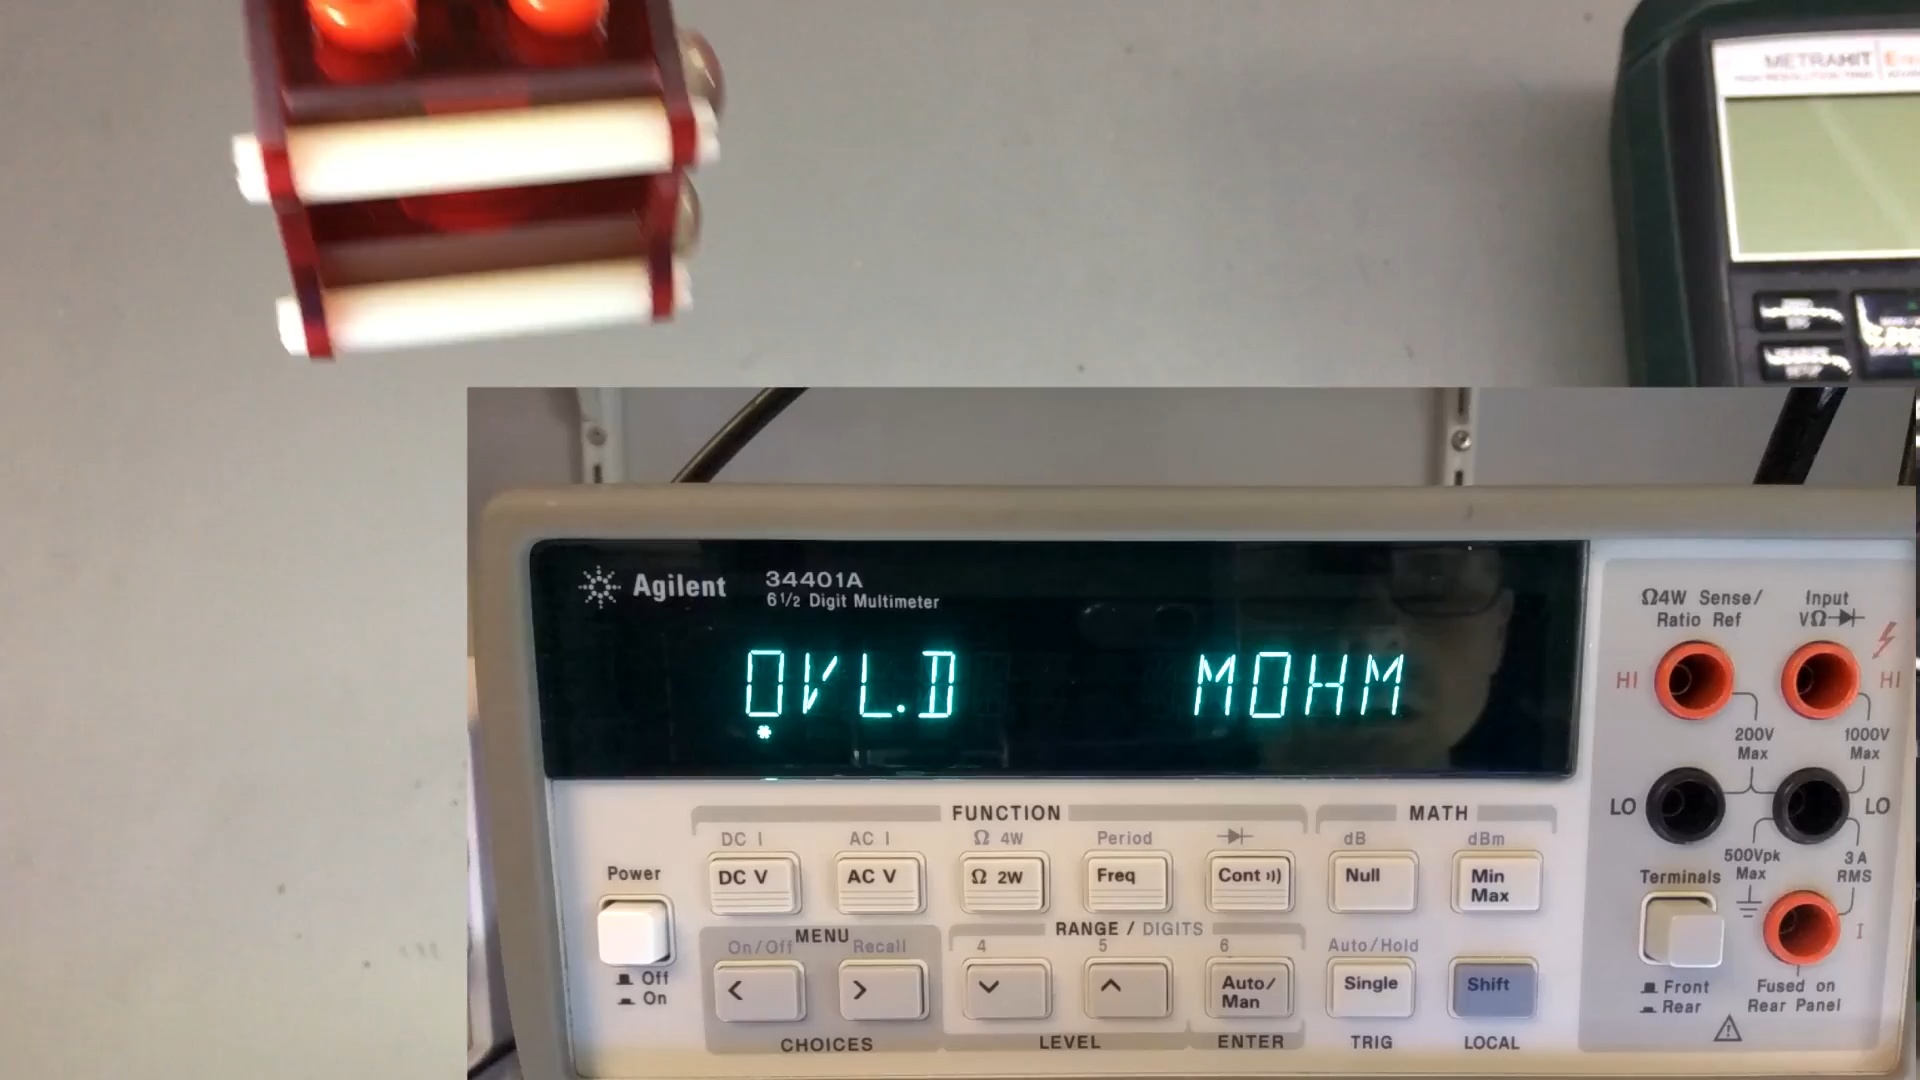 METRAHIT
Agilent
34401A
6½ Digit Multimeter
OVL.D MOHM
*
Ω4W Sense/
Ratio Ref
Input
VΩ
HI
HI
200V
Max
1000V
Max
LO
LO
500Vpk
Max
3 A
RMS
Terminals
I
Front
Rear
Fused on
Rear Panel
Power
Off
On
FUNCTION
MATH
DC I
AC I
Ω 4W
Period
dB
dBm
DC V
AC V
Ω 2W
Freq
Cont
Null
Min
Max
MENU
RANGE / DIGITS
On/Off
Recall
4
5
6
Auto/Hold
<
>
Auto/
Man
Single
Shift
CHOICES
LEVEL
ENTER
TRIG
LOCAL